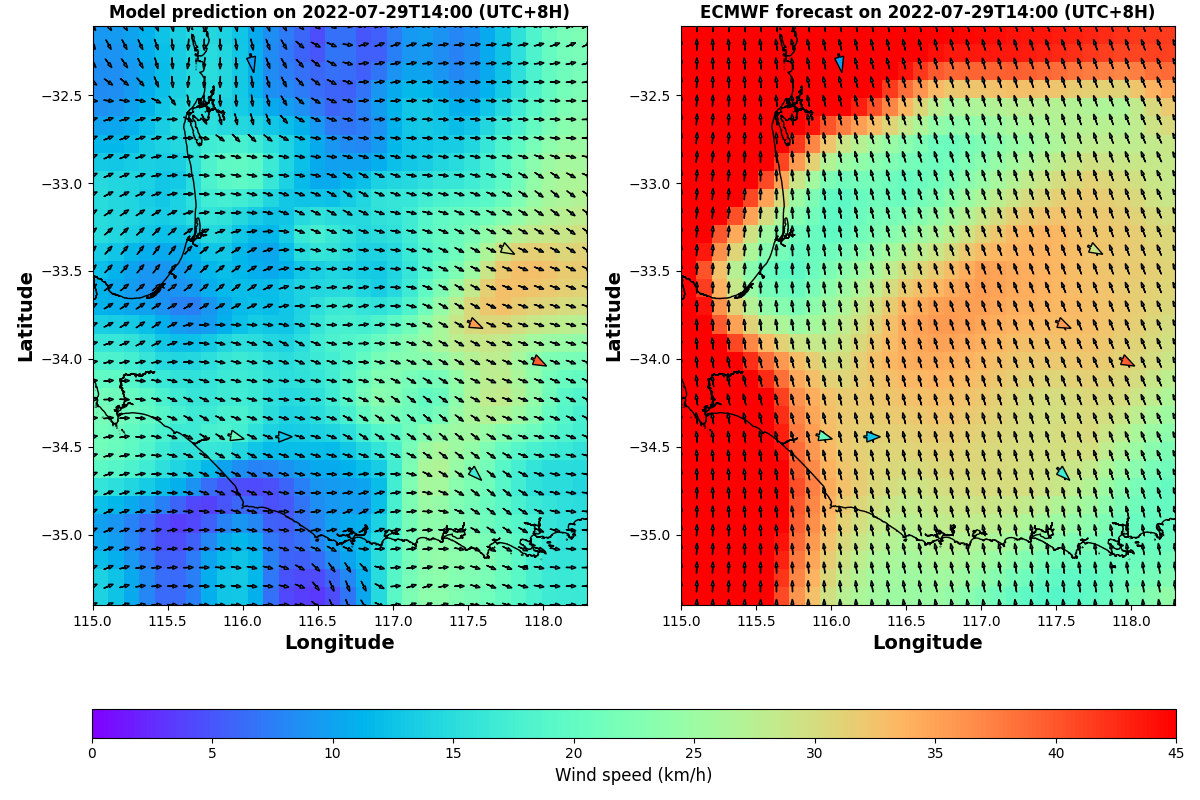 Model prediction on 2022-07-29T14:00 (UTC+8H)
ECMWF forecast on 2022-07-29T14:00 (UTC+8H)
−32.5
−33.0
−33.5
−34.0
−34.5
−35.0
Latitude
115.0 115.5 116.0 116.5 117.0 117.5 118.0
Longitude
−32.5
−33.0
−33.5
−34.0
−34.5
−35.0
Latitude
115.0 115.5 116.0 116.5 117.0 117.5 118.0
Longitude
0 5 10 15 20 25 30 35 40 45
Wind speed (km/h)